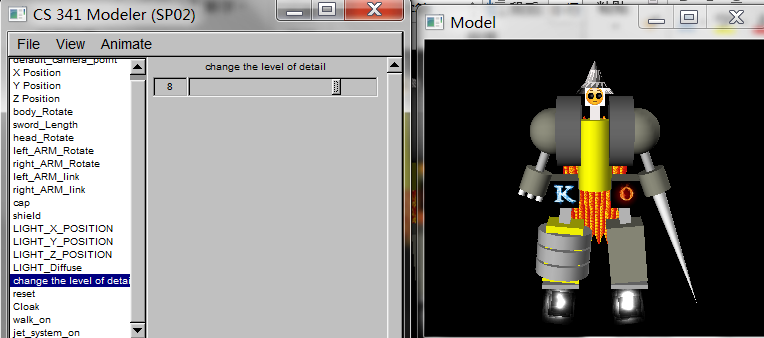 CS 341 Modeler (SP02)
File View Animate
default_camera_point
X Position
Y Position
Z Position
body_Rotate
sword_Length
head_Rotate
left_ARM_Rotate
right_ARM_Rotate
left_ARM_link
right_ARM_link
cap
shield
LIGHT_X_POSITION
LIGHT_Y_POSITION
LIGHT_Z_POSITION
LIGHT_Diffuse
change the level of detai
reset
Cloak
walk_on
jet_system_on
change the level of detail
8
Model
K O